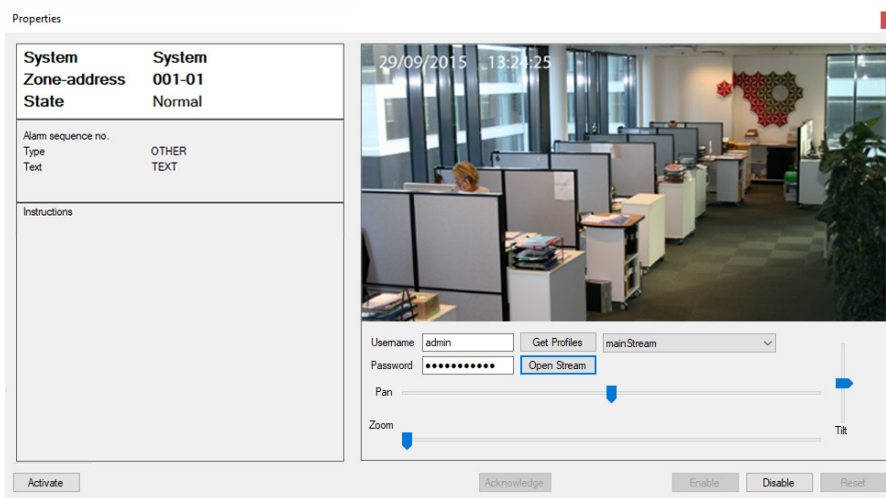 Properties
System System
Zone-address 001-01
State Normal
Alarm sequence no.
Type OTHER
Text TEXT
Instructions
29/09/2015 13:24:25
Username admin Get Profiles mainStream
Password ●●●●●●●●●●● Open Stream
Pan
Zoom
Tilt
Activate Acknowledge Enable Disable Reset